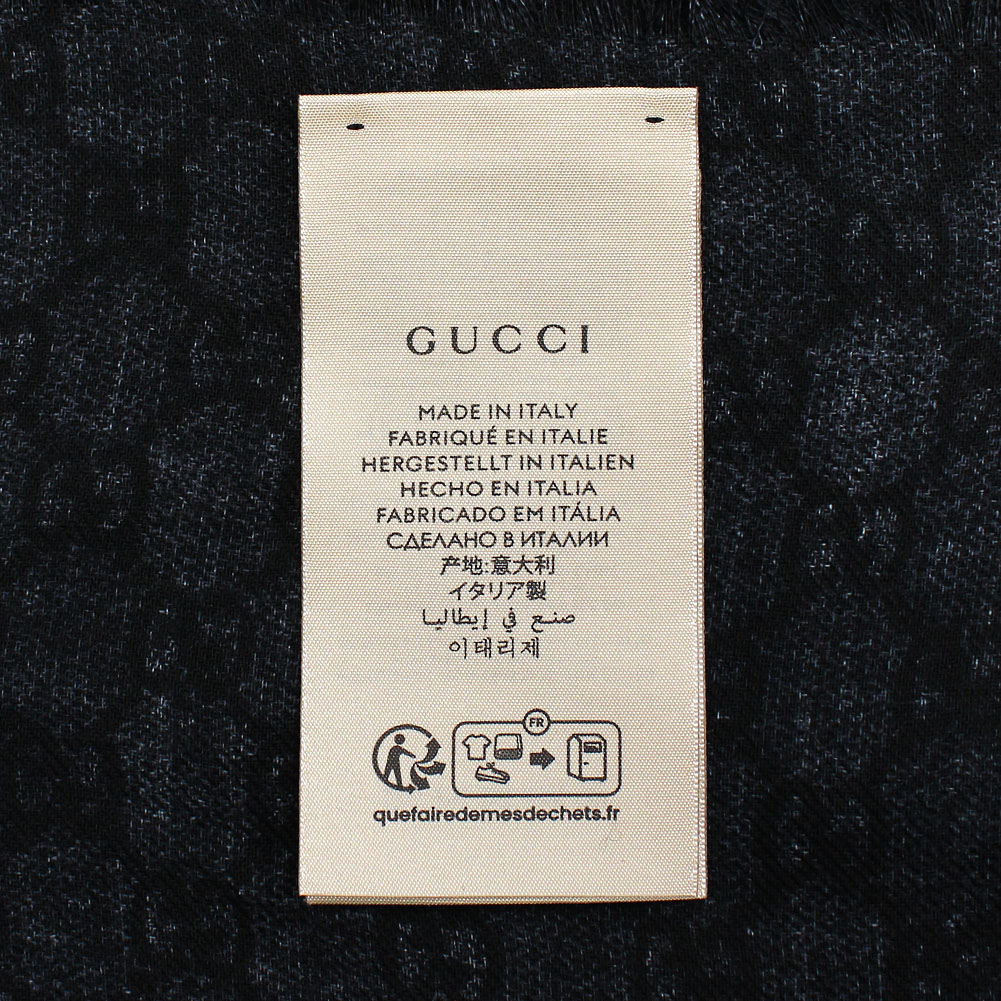 GUCCI
MADE IN ITALY
FABRIQUÉ EN ITALIE
HERGESTELLT IN ITALIEN
HECHO EN ITALIA
FABRICADO EM ITÁLIA
СДЕЛАНО В ИТАЛИИ
产地:意大利
イタリア製
صنع في إيطاليا
이태리제
FR
quefairedemesdechets.fr